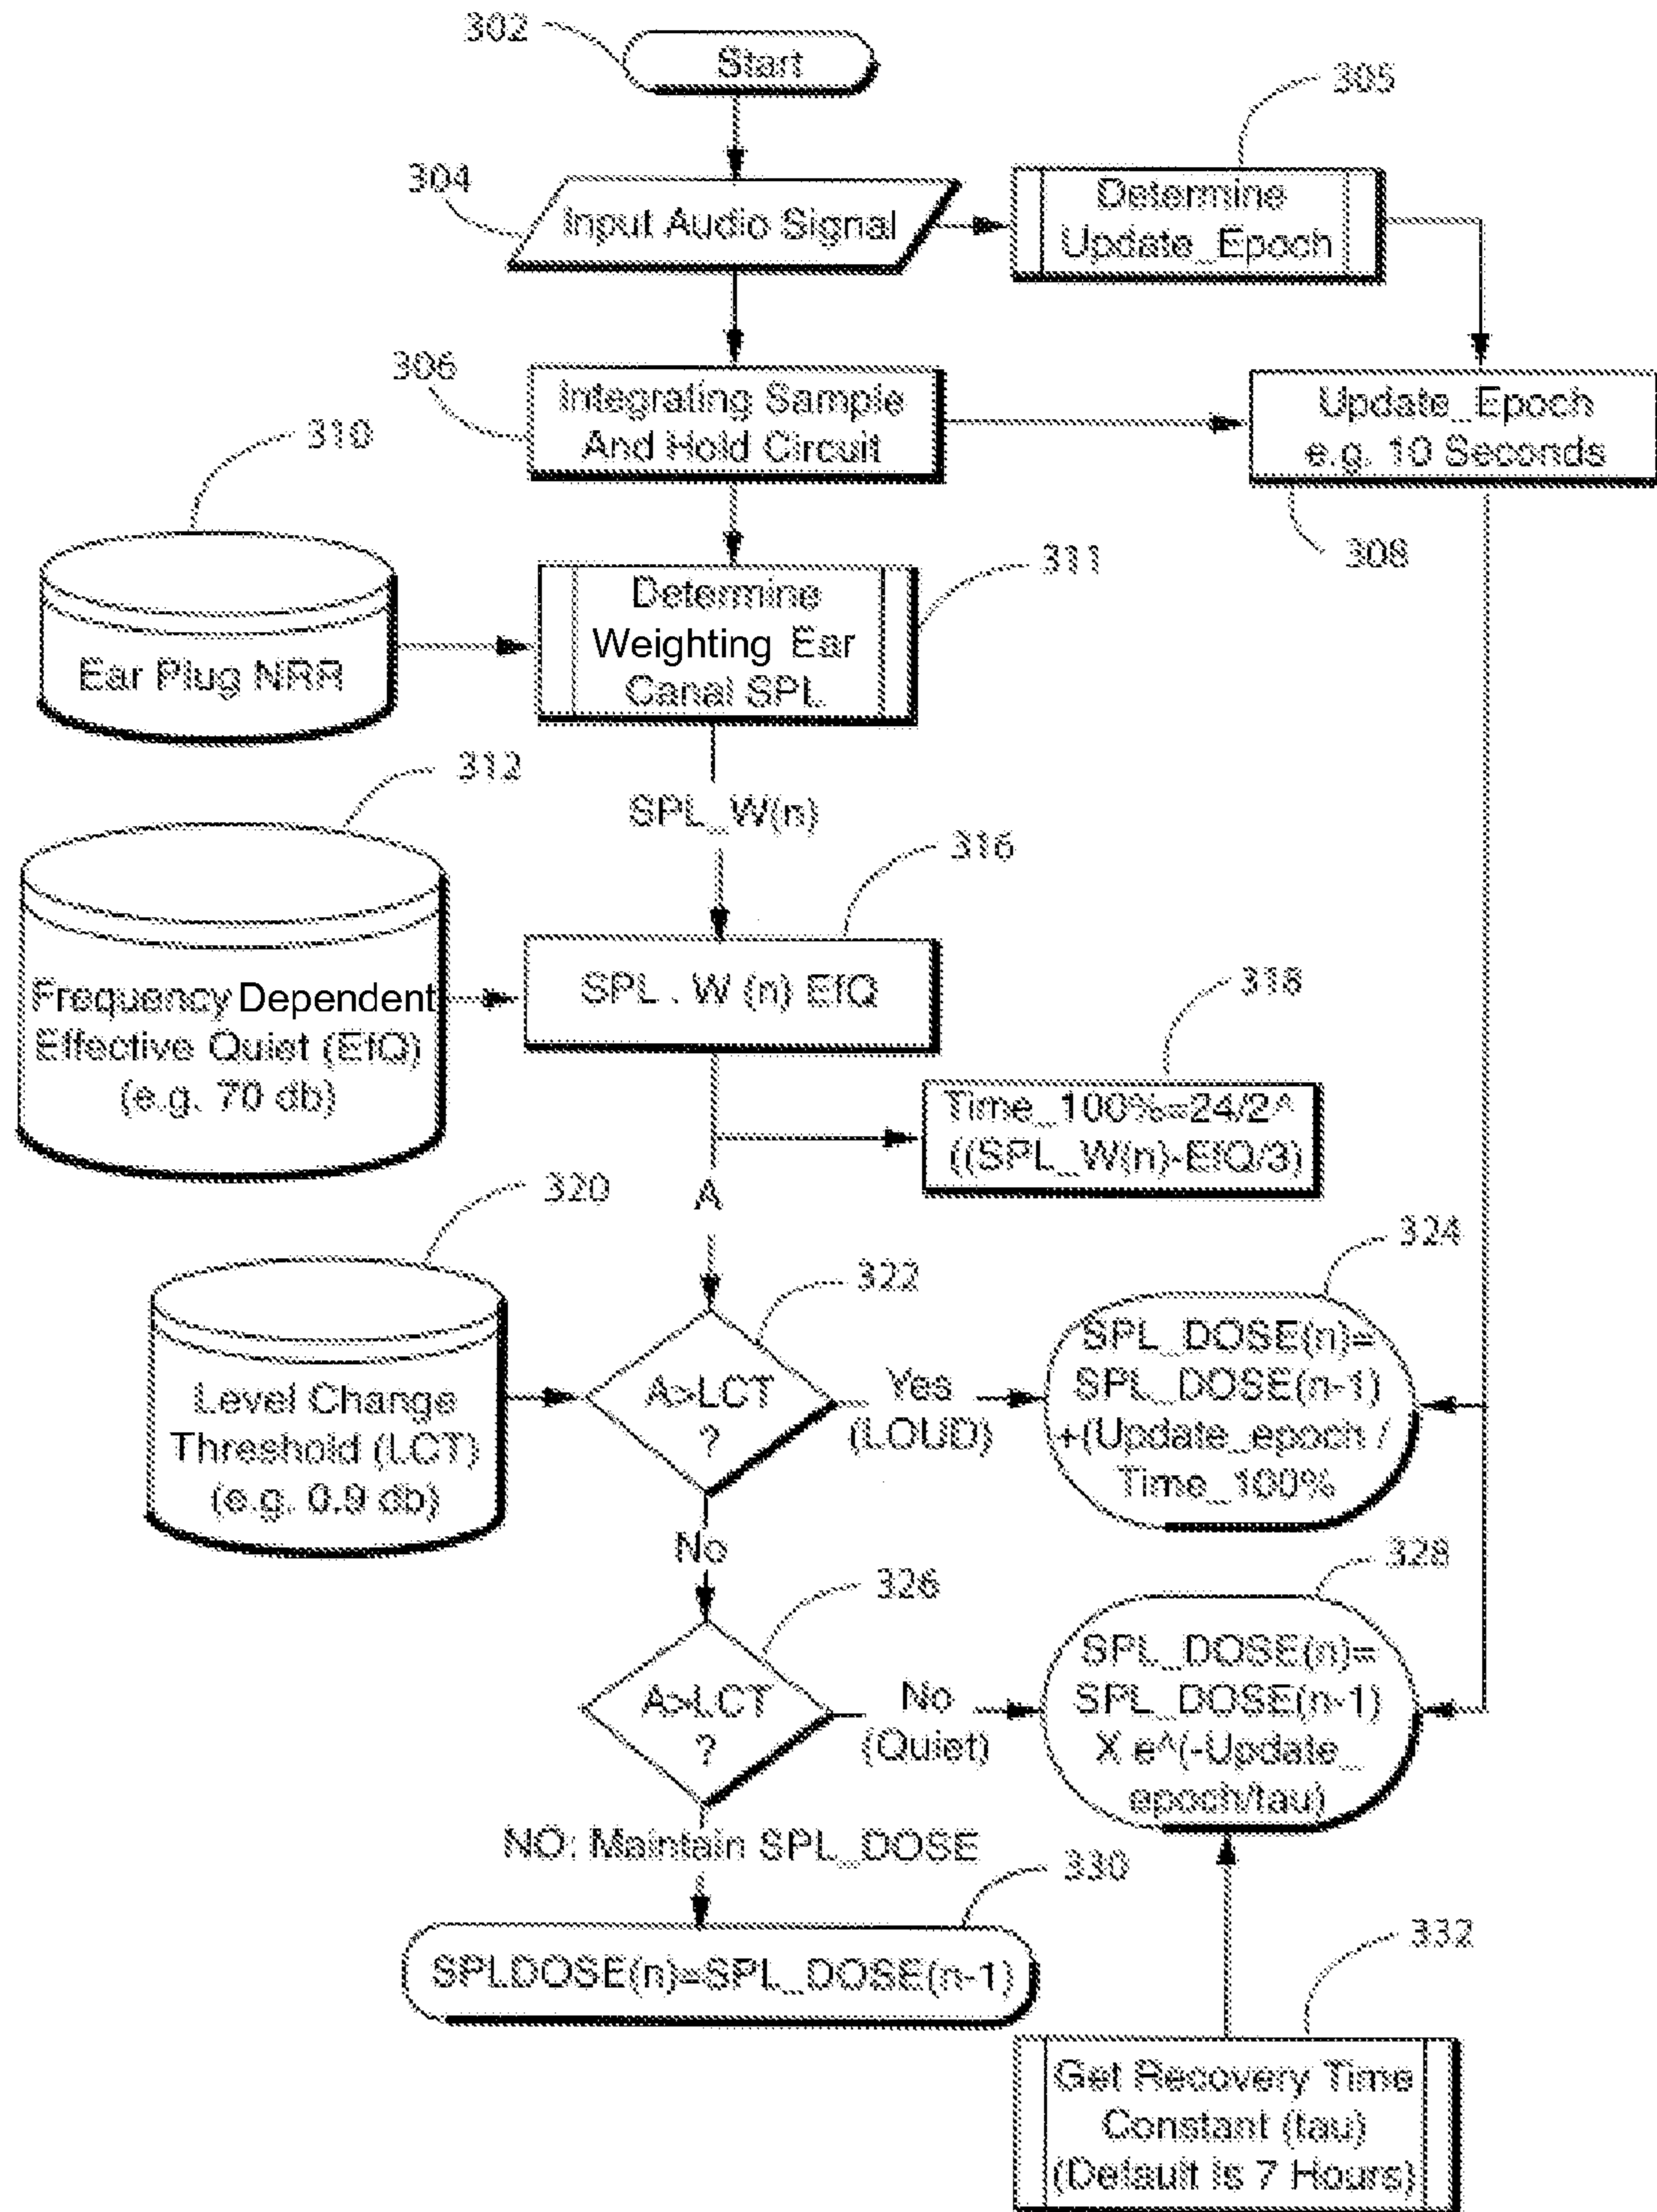 302
Start
305
304
Input Audio Signal
Determine
Update_Epoch
306
Integrating Sample
And Hold Circuit
Update_Epoch
e.g. 10 Seconds
308
310
Ear Plug NRR
311
Determine
Weighting Ear
Canal SPL
312
SPL_W(n)
316
Frequency Dependent
Effective Quiet (EfQ)
(e.g. 70 db)
SPL . W (n) EfQ
318
Time_100%=24/2^
((SPL_W(n)-EfQ/3)
320
A
322
324
Level Change
Threshold (LCT)
(e.g. 0.9 db)
A>LCT
?
Yes
(LOUD)
SPL_DOSE(n)=
SPL_DOSE(n-1)
+(Update_epoch /
Time_100%
No
326
328
A>LCT
?
No
(Quiet)
SPL_DOSE(n)=
SPL_DOSE(n-1)
X e^(-Update_
epoch/tau)
NO: Maintain SPL_DOSE
330
SPLDOSE(n)=SPL_DOSE(n-1)
332
Get Recovery Time
Constant (tau)
(Default is 7 Hours)